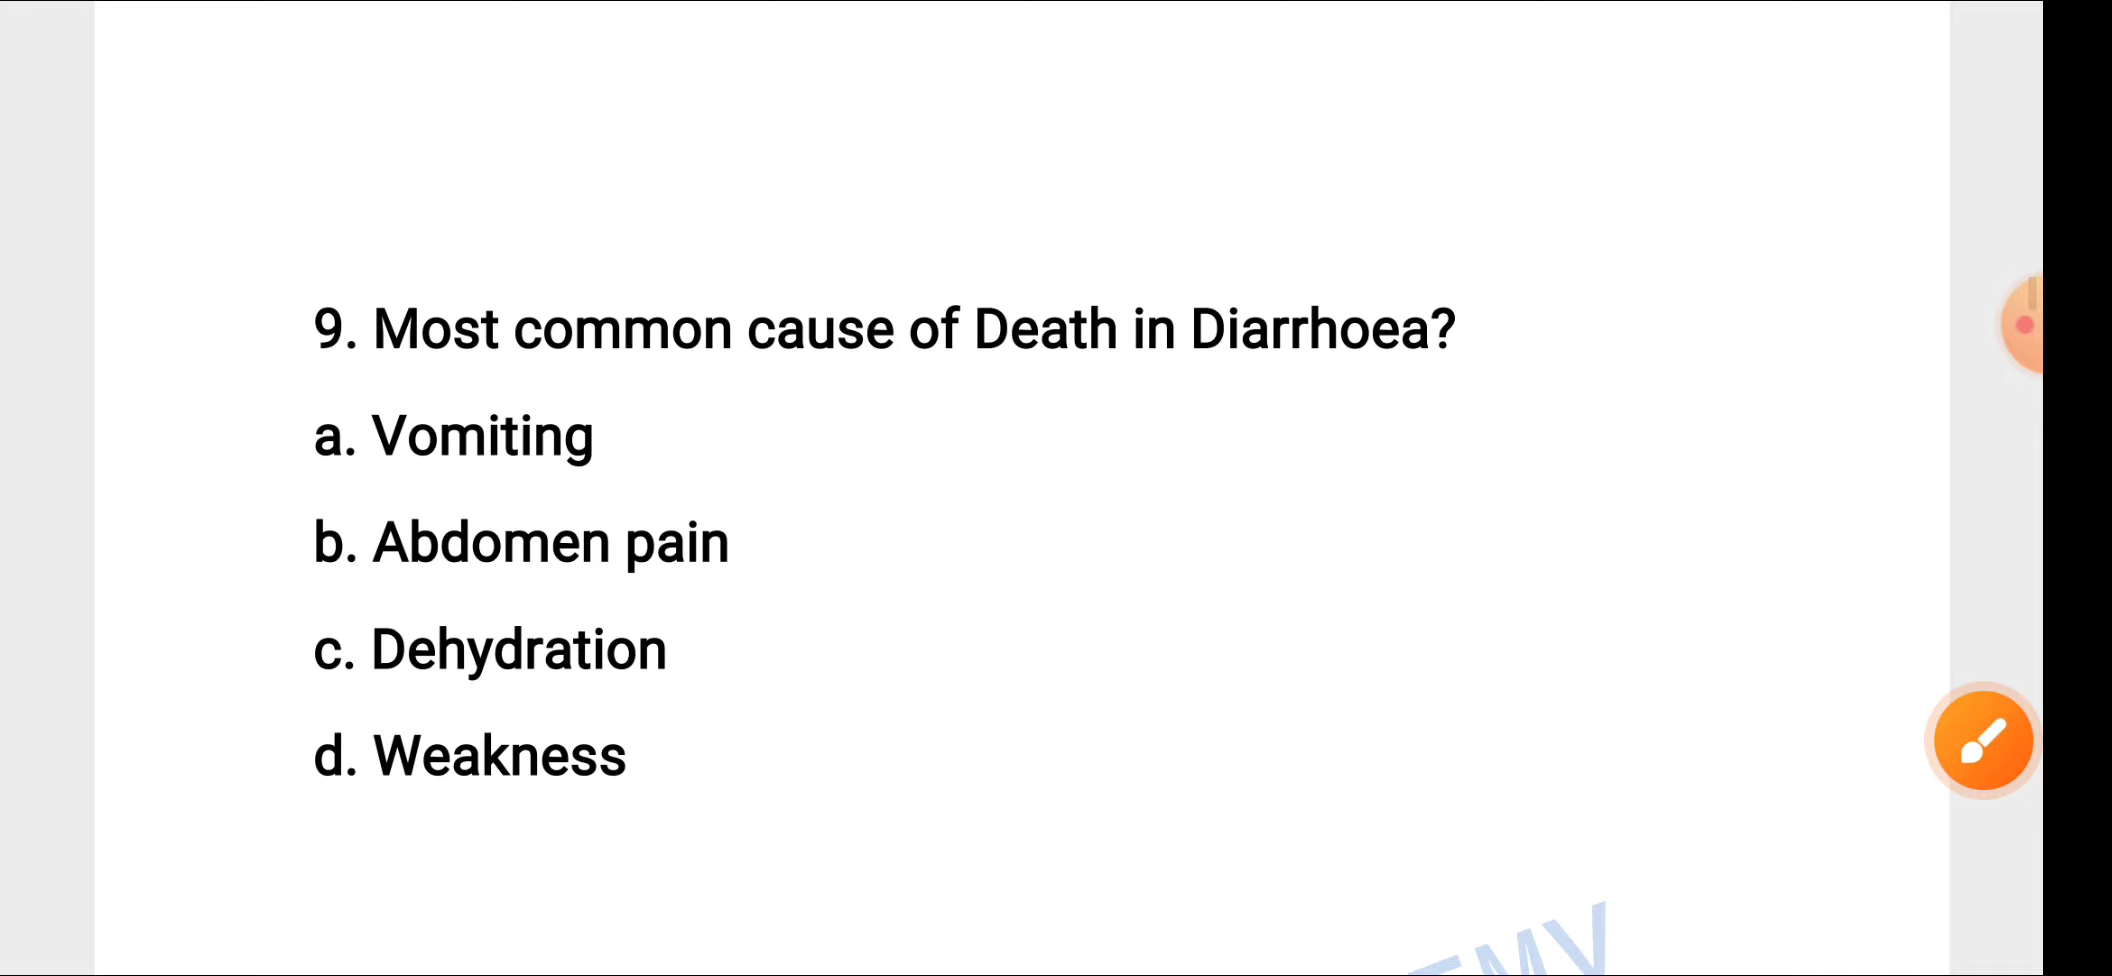 9. Most common cause of Death in Diarrhoea?
a. Vomiting
b. Abdomen pain
c. Dehydration
d. Weakness